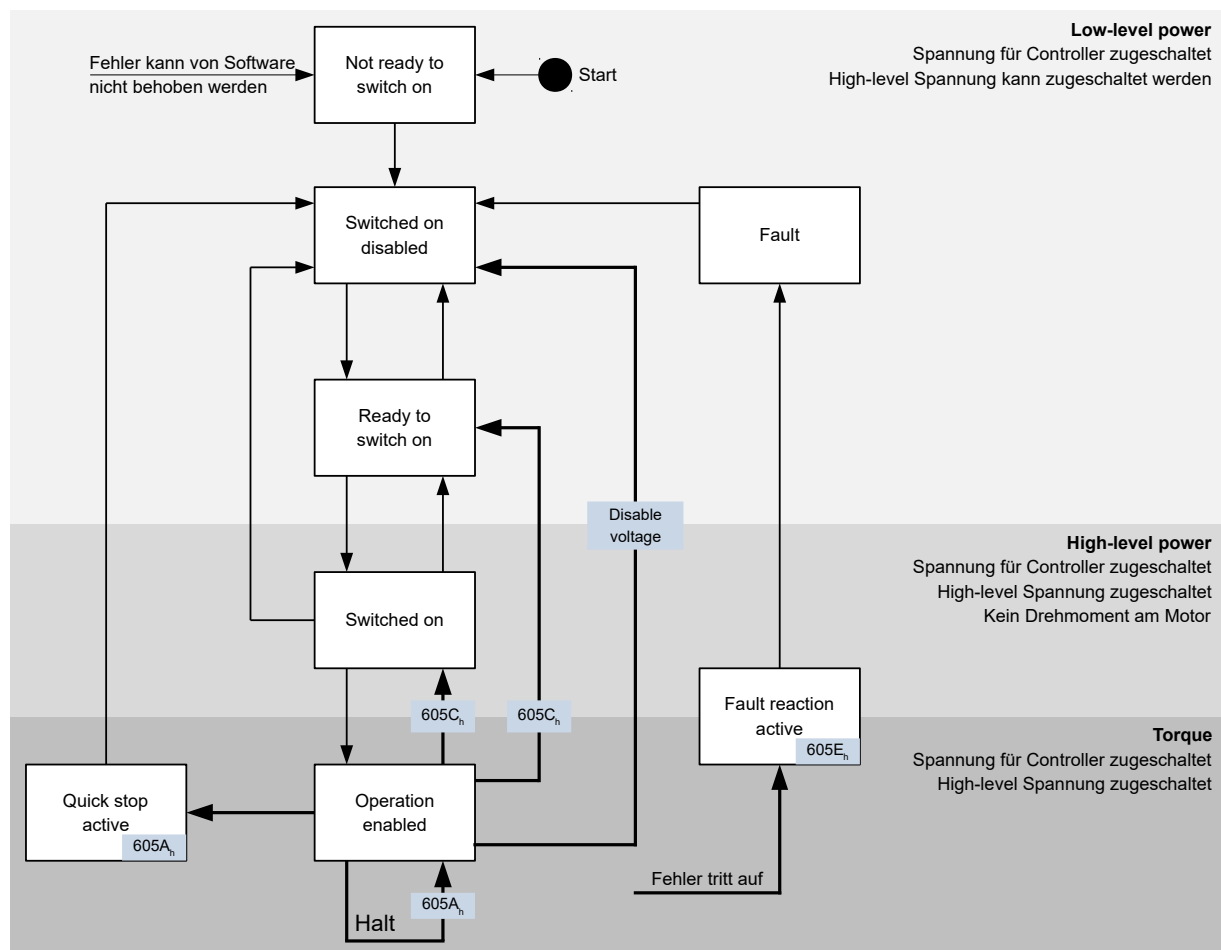 Low-level power
Spannung für Controller zugeschaltet
High-level Spannung kann zugeschaltet werden
Fehler kann von Software
nicht behoben werden
Not ready to
switch on
Start
Switched on
disabled
Fault
Ready to
switch on
Disable
voltage
High-level power
Spannung für Controller zugeschaltet
High-level Spannung zugeschaltet
Kein Drehmoment am Motor
Switched on
605Ch
605Ch
Fault reaction
active
605Eh
Torque
Spannung für Controller zugeschaltet
High-level Spannung zugeschaltet
Quick stop
active
605Ah
Operation
enabled
Fehler tritt auf
605Ah
Halt